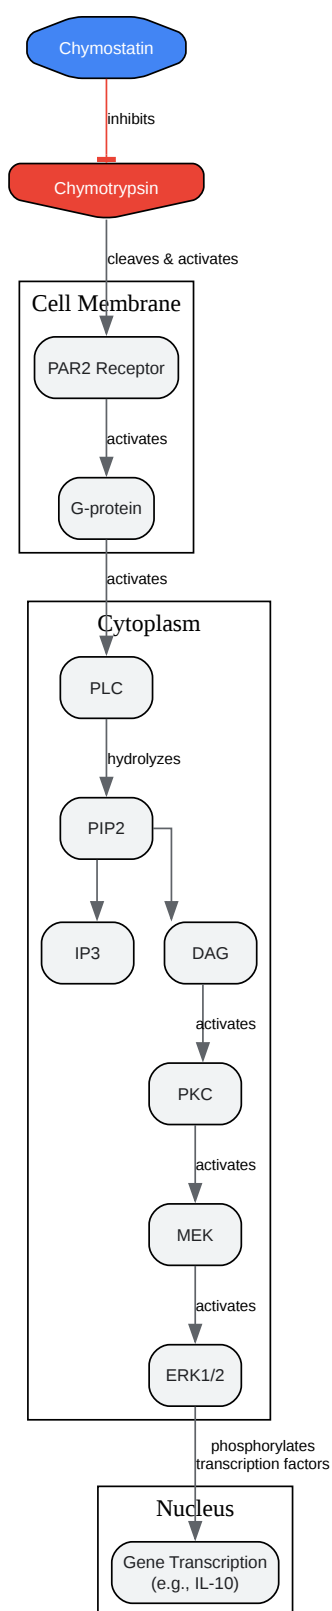 Chymostatin
inhibits
Chymotrypsin
cleaves & activates
Cell Membrane
PAR2 Receptor
activates
G-protein
activates
Cytoplasm
PLC
hydrolyzes
PIP2
IP3
DAG
activates
PKC
activates
MEK
activates
ERK1/2
phosphorylates
transcription factors
Nucleus
Gene Transcription
(e.g., IL-10)